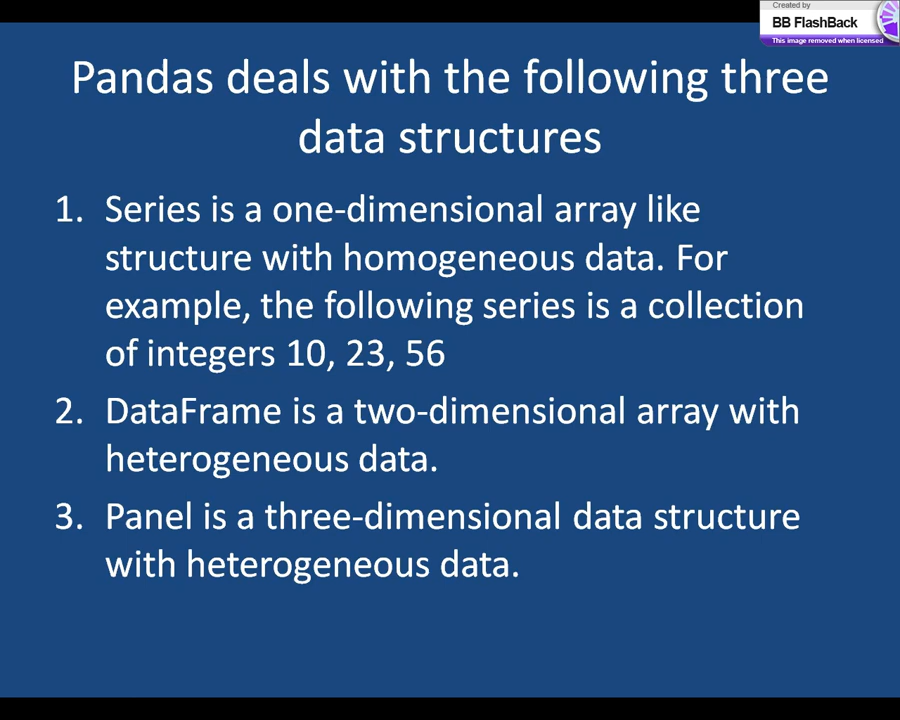 Created by
BB FlashBack
This image removed when licensed
Pandas deals with the following three
data structures
1. Series is a one-dimensional array like
structure with homogeneous data. For
example, the following series is a collection
of integers 10, 23, 56
2. DataFrame is a two-dimensional array with
heterogeneous data.
3. Panel is a three-dimensional data structure
with heterogeneous data.